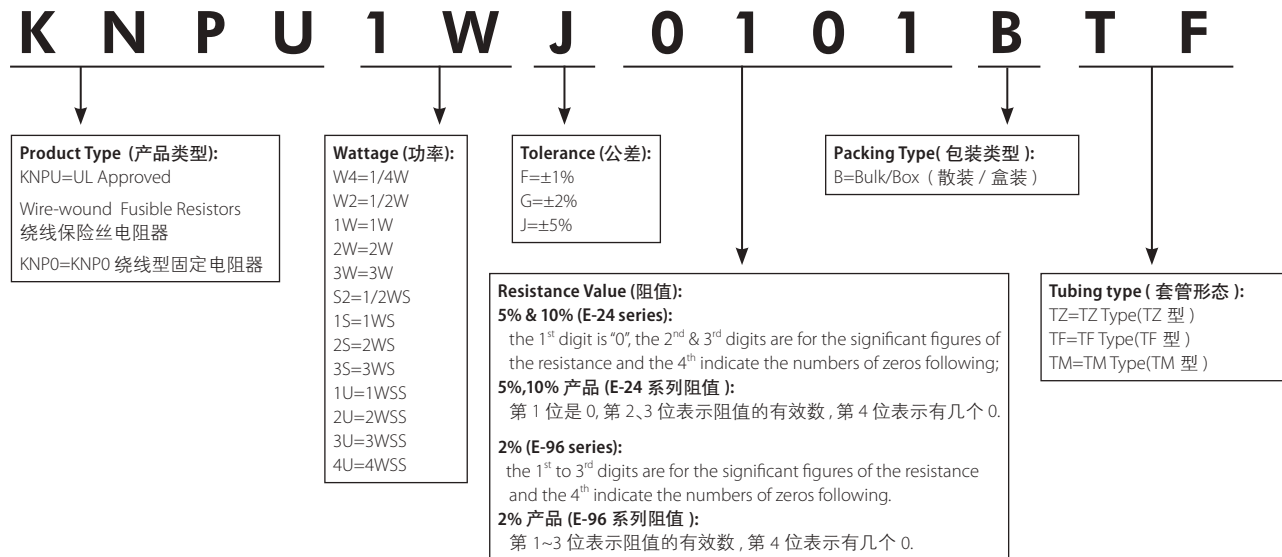 K N P U 1 W J 0 1 0 1 B T F
Product Type (产品类型):
KNPU=UL Approved
Wire-wound Fusible Resistors
绕线保险丝电阻器
KNP0=KNP0 绕线型固定电阻器
Wattage (功率):
W4=1/4W
W2=1/2W
1W=1W
2W=2W
3W=3W
S2=1/2WS
1S=1WS
2S=2WS
3S=3WS
1U=1WSS
2U=2WSS
3U=3WSS
4U=4WSS
Tolerance (公差):
F=±1%
G=±2%
J=±5%
Resistance Value (阻值):
5% & 10% (E-24 series):
the 1st digit is “0”, the 2nd & 3rd digits are for the significant figures of
the resistance and the 4th indicate the numbers of zeros following;
5%,10% 产品 (E-24 系列阻值 ):
第 1 位是 0, 第 2、3 位表示阻值的有效数 , 第 4 位表示有几个 0.
2% (E-96 series):
the 1st to 3rd digits are for the significant figures of the resistance
and the 4th indicate the numbers of zeros following.
2% 产品 (E-96 系列阻值 ):
第 1~3 位表示阻值的有效数 , 第 4 位表示有几个 0.
Packing Type( 包装类型 ):
B=Bulk/Box ( 散装 / 盒装 )
Tubing type ( 套管形态 ):
TZ=TZ Type(TZ 型 )
TF=TF Type(TF 型 )
TM=TM Type(TM 型 )